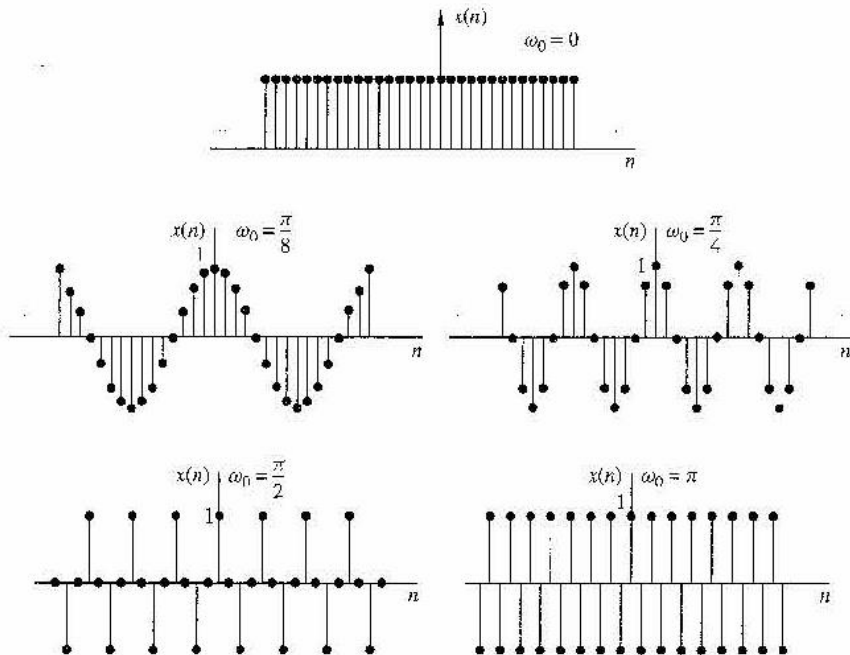 x(n)
ω₀ = 0
n
x(n) ω₀ = π/8
1
n
x(n) ω₀ = π/4
1
n
x(n) ω₀ = π/2
1
n
x(n) ω₀ = π
1
n